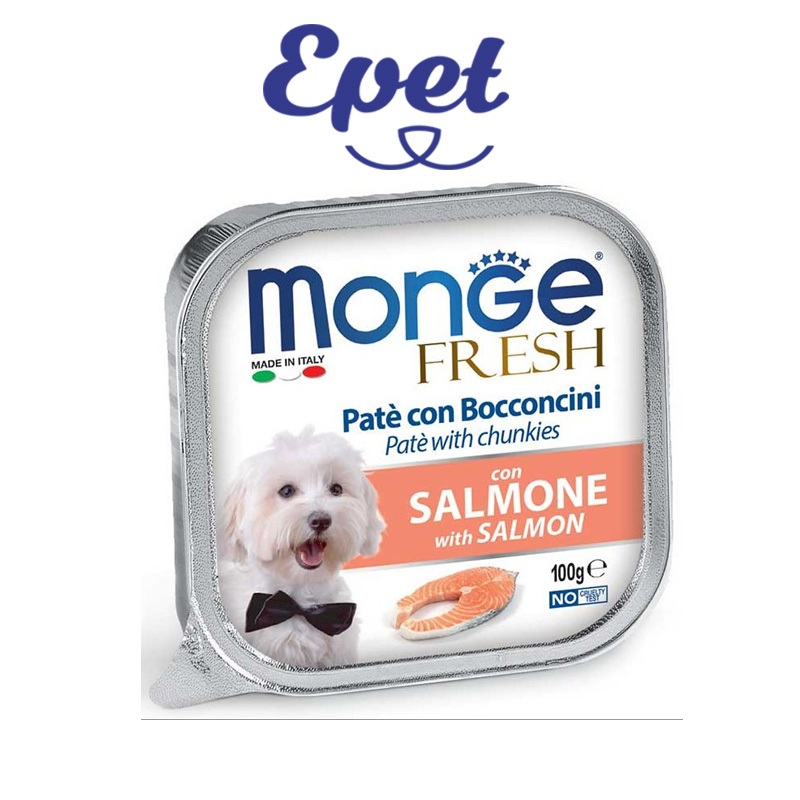 Epet
monGe®
FRESH
MADE IN ITALY
Patè con Bocconcini
Patè with chunkies
con
SALMONE
with SALMON
100g ℮
NO CRUELTY TEST